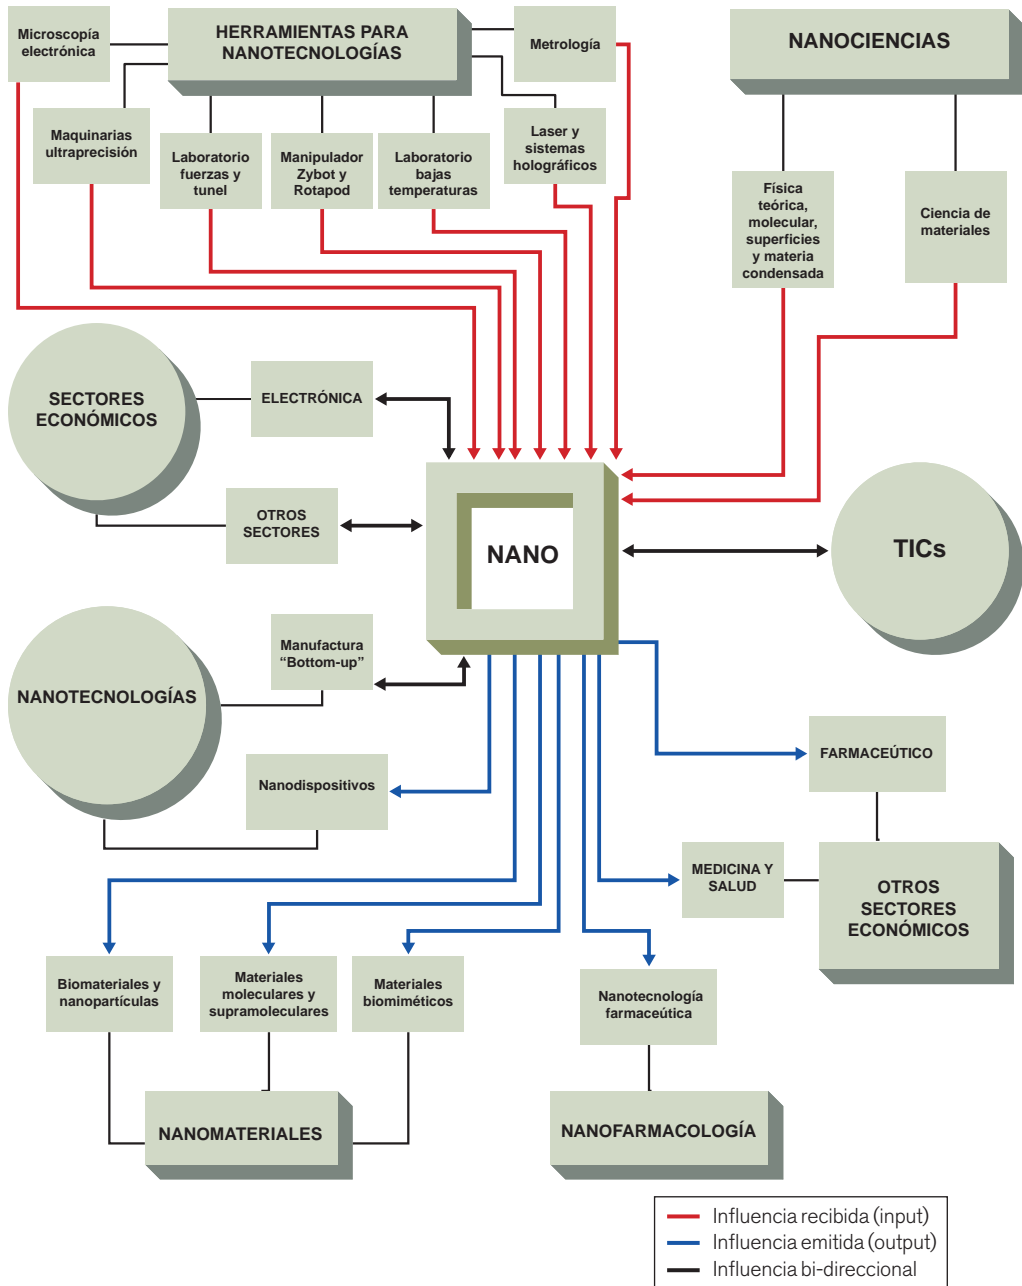 Microscopía
electrónica
HERRAMIENTAS PARA
NANOTECNOLOGÍAS
Metrología
NANOCIENCIAS
Maquinarias
ultraprecisión
Laboratorio
fuerzas y
tunel
Manipulador
Zybot y
Rotapod
Laboratorio
bajas
temperaturas
Laser y
sistemas
holográficos
Física
teórica,
molecular,
superficies
y materia
condensada
Ciencia de
materiales
SECTORES
ECONÓMICOS
ELECTRÓNICA
OTROS
SECTORES
NANO
TICs
Manufactura
“Bottom-up”
NANOTECNOLOGÍAS
Nanodispositivos
FARMACEÚTICO
MEDICINA Y
SALUD
OTROS
SECTORES
ECONÓMICOS
Biomateriales y
nanopartículas
Materiales
moleculares y
supramoleculares
Materiales
biomiméticos
Nanotecnología
farmaceútica
NANOMATERIALES
NANOFARMACOLOGÍA
Influencia recibida (input)
Influencia emitida (output)
Influencia bi-direccional